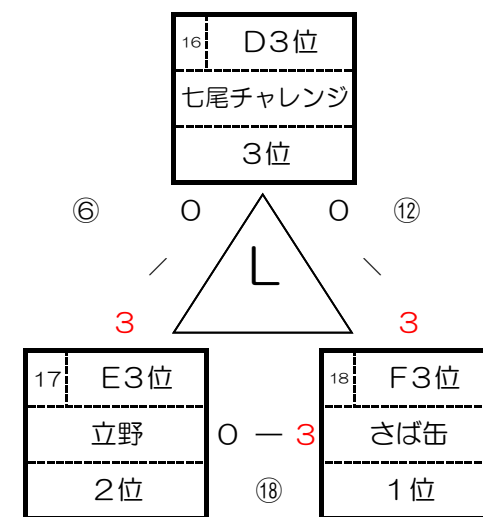 16 D3位
七尾チャレンジ
3位
⑥ 0 0 ⑫
/ L \
3 3
17 E3位 18 F3位
立野 0 ー 3 さば缶
2位 ⑱ 1位